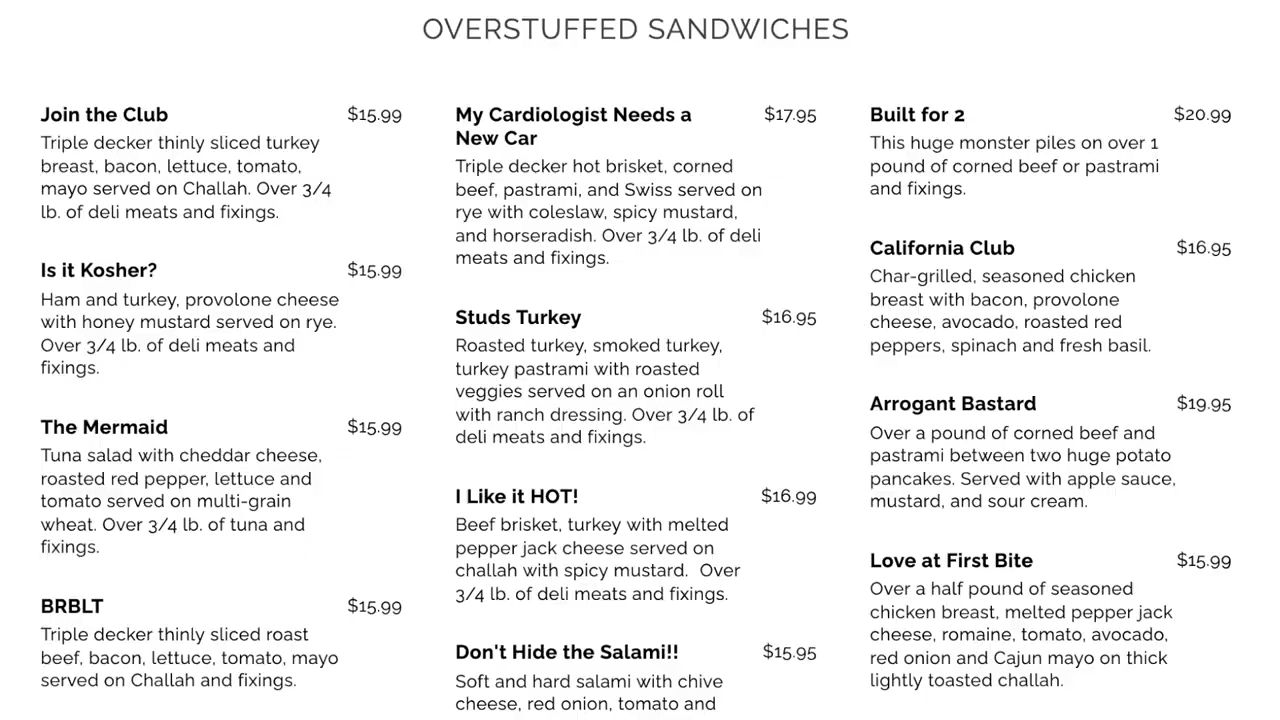 OVERSTUFFED SANDWICHES
Join the Club $15.99
Triple decker thinly sliced turkey
breast, bacon, lettuce, tomato,
mayo served on Challah. Over 3/4
lb. of deli meats and fixings.
Is it Kosher? $15.99
Ham and turkey, provolone cheese
with honey mustard served on rye.
Over 3/4 lb. of deli meats and
fixings.
The Mermaid $15.99
Tuna salad with cheddar cheese,
roasted red pepper, lettuce and
tomato served on multi-grain
wheat. Over 3/4 lb. of tuna and
fixings.
BRBLT $15.99
Triple decker thinly sliced roast
beef, bacon, lettuce, tomato, mayo
served on Challah and fixings.
My Cardiologist Needs a $17.95
New Car
Triple decker hot brisket, corned
beef, pastrami, and Swiss served on
rye with coleslaw, spicy mustard,
and horseradish. Over 3/4 lb. of deli
meats and fixings.
Studs Turkey $16.95
Roasted turkey, smoked turkey,
turkey pastrami with roasted
veggies served on an onion roll
with ranch dressing. Over 3/4 lb. of
deli meats and fixings.
I Like it HOT! $16.99
Beef brisket, turkey with melted
pepper jack cheese served on
challah with spicy mustard.  Over
3/4 lb. of deli meats and fixings.
Don't Hide the Salami!! $15.95
Soft and hard salami with chive
cheese, red onion, tomato and
Built for 2 $20.99
This huge monster piles on over 1
pound of corned beef or pastrami
and fixings.
California Club $16.95
Char-grilled, seasoned chicken
breast with bacon, provolone
cheese, avocado, roasted red
peppers, spinach and fresh basil.
Arrogant Bastard $19.95
Over a pound of corned beef and
pastrami between two huge potato
pancakes. Served with apple sauce,
mustard, and sour cream.
Love at First Bite $15.99
Over a half pound of seasoned
chicken breast, melted pepper jack
cheese, romaine, tomato, avocado,
red onion and Cajun mayo on thick
lightly toasted challah.